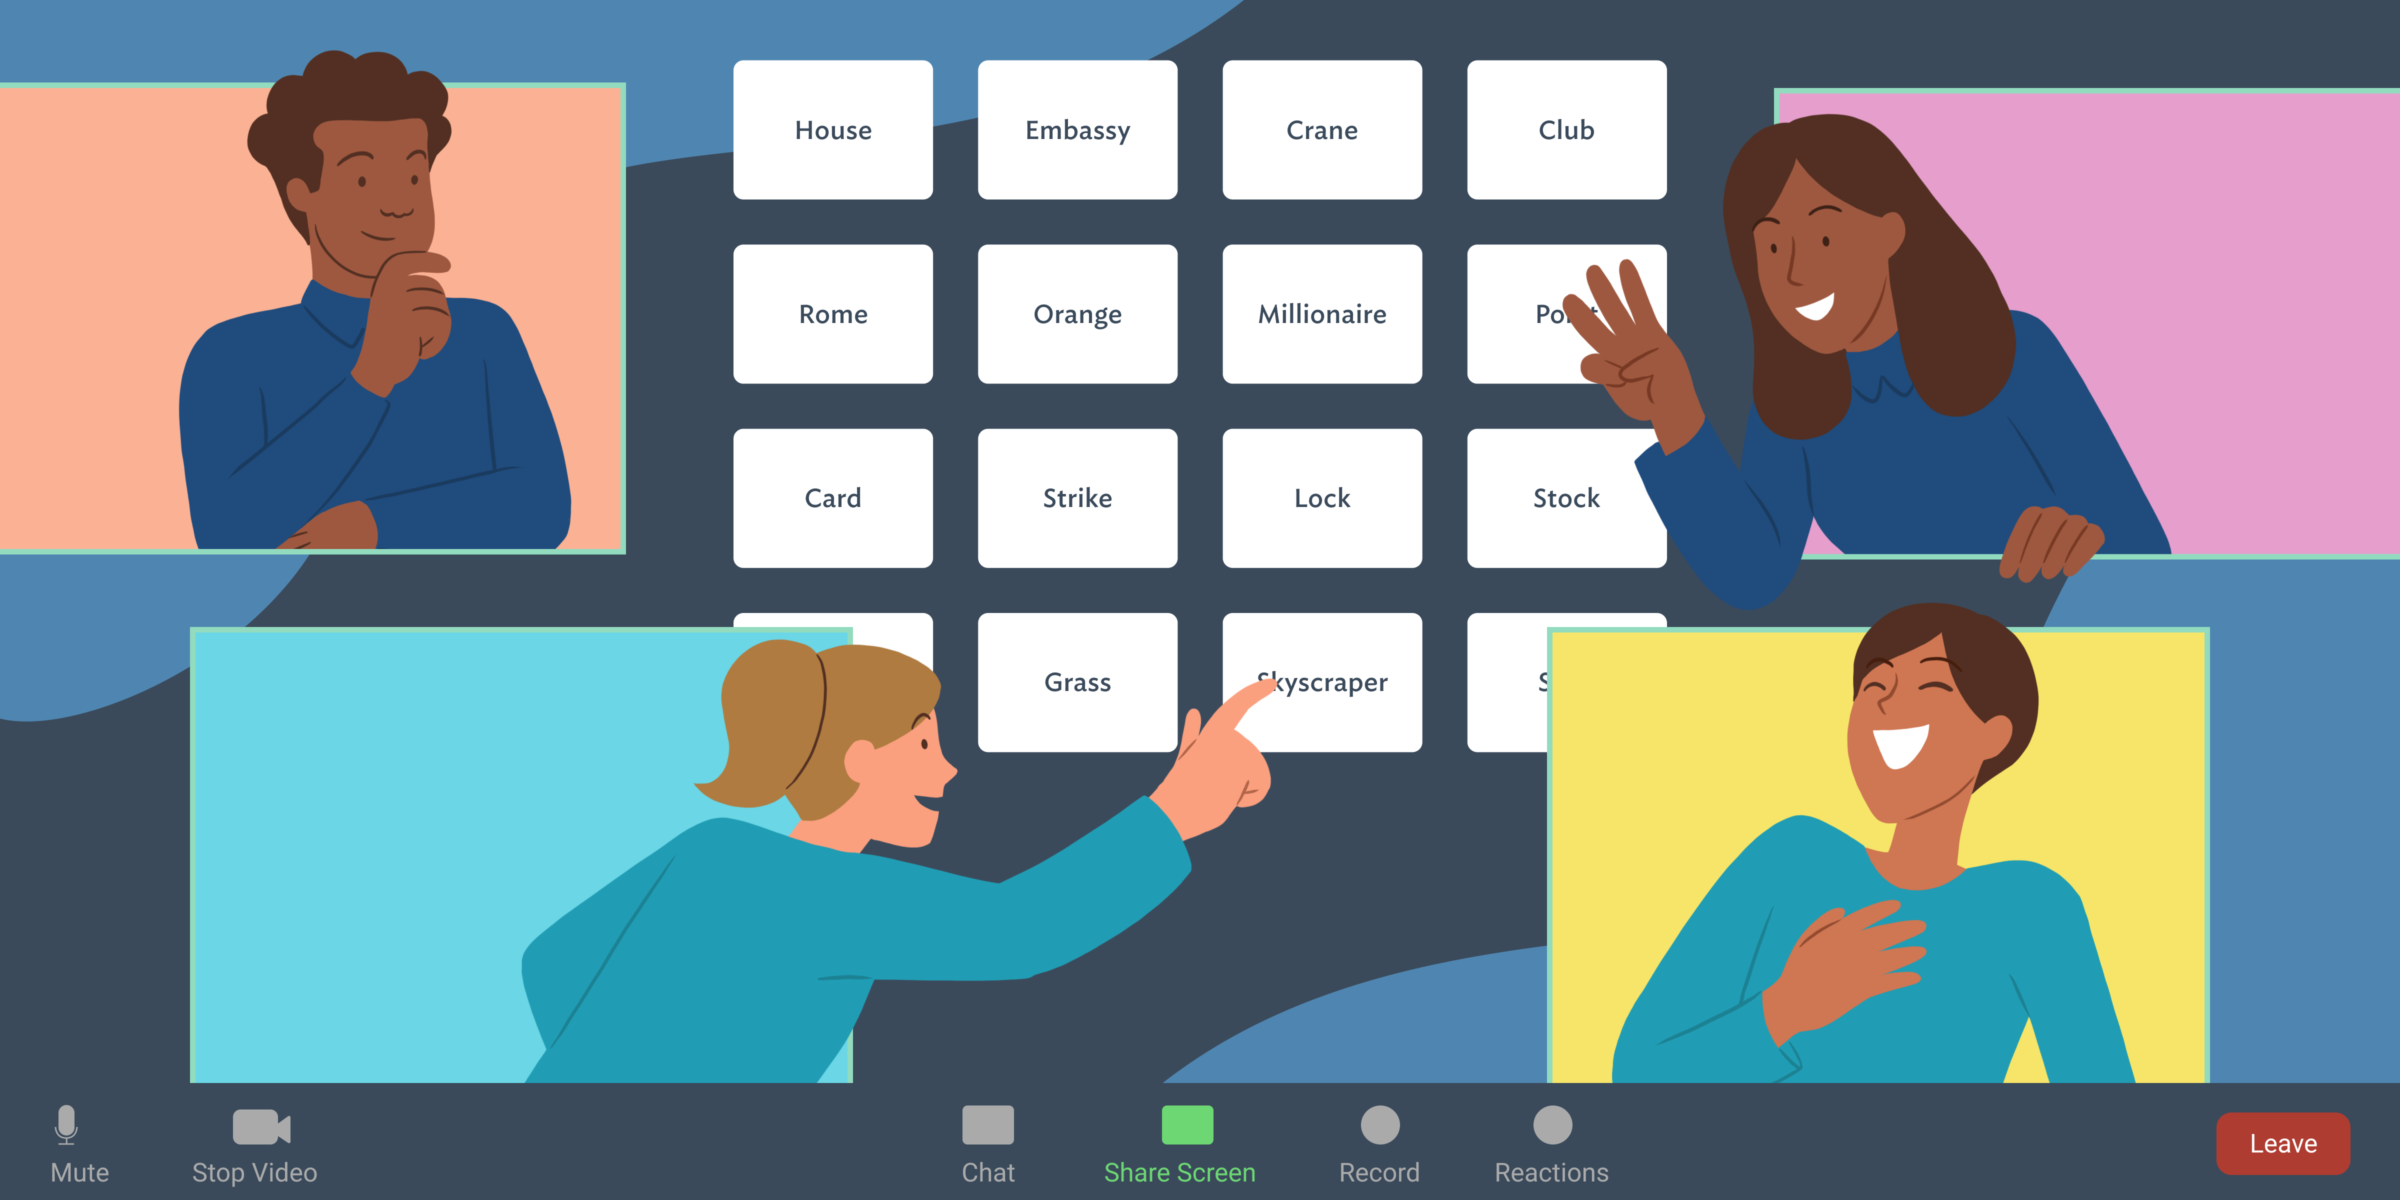 House
Embassy
Crane
Club
Rome
Orange
Millionaire
Card
Strike
Lock
Stock
Grass
Skyscraper
Mute
Stop Video
Chat
Share Screen
Record
Reactions
Leave